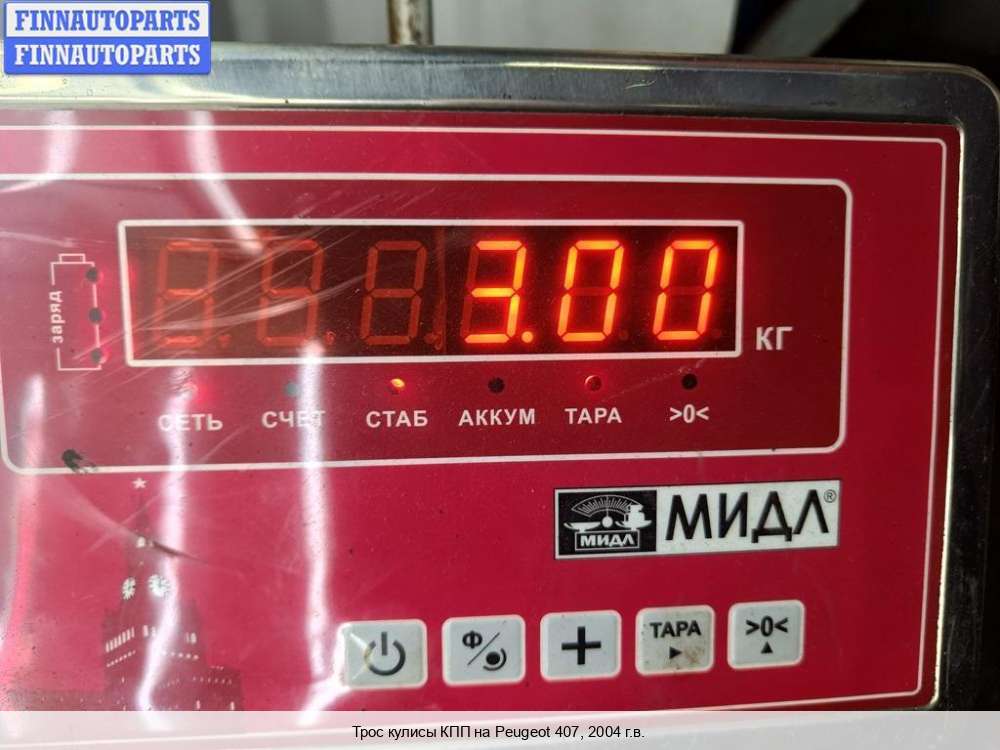 FINNAUTOPARTS
FINNAUTOPARTS
заряд
3.00
КГ
СЕТЬ СЧЕТ СТАБ АККУМ ТАРА >0<
МИДЛ МИДЛ®
Ф ТАРА >0<
Трос кулисы КПП на Peugeot 407, 2004 г.в.